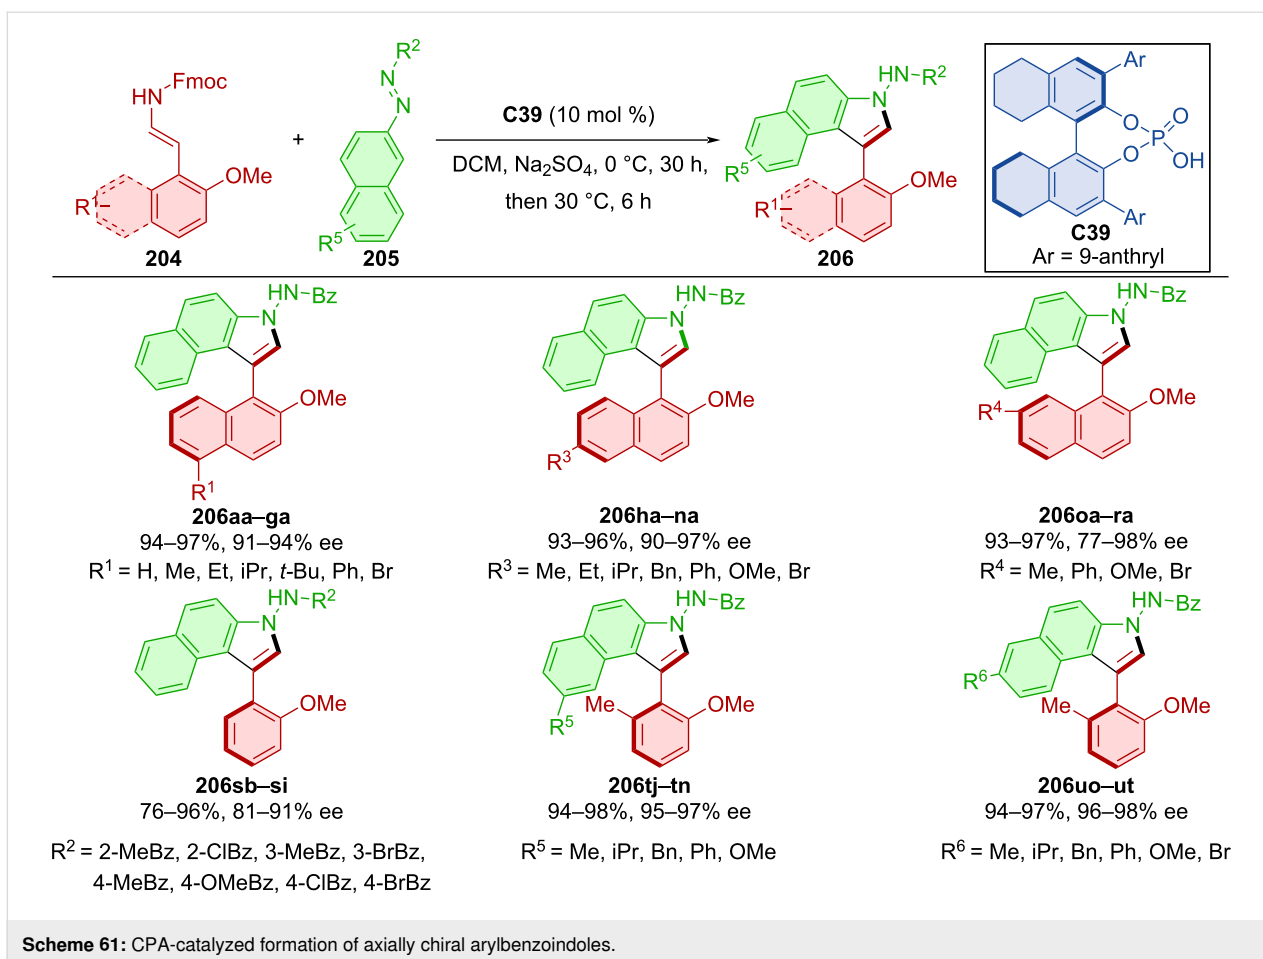 HN Fmoc
R1
OMe
204
+
R2
N
N
R5
205
C39 (10 mol %)
DCM, Na2SO4, 0 °C, 30 h,
then 30 °C, 6 h
HN R2
N
R5
R1
OMe
206
Ar
O
O
P
O
OH
Ar
C39
Ar = 9-anthryl
HN Bz
N
OMe
R1
206aa–ga
94–97%, 91–94% ee
R1 = H, Me, Et, iPr, t-Bu, Ph, Br
HN Bz
N
OMe
R3
206ha–na
93–96%, 90–97% ee
R3 = Me, Et, iPr, Bn, Ph, OMe, Br
HN Bz
N
R4
OMe
206oa–ra
93–97%, 77–98% ee
R4 = Me, Ph, OMe, Br
HN R2
N
OMe
206sb–si
76–96%, 81–91% ee
R2 = 2-MeBz, 2-ClBz, 3-MeBz, 3-BrBz,
4-MeBz, 4-OMeBz, 4-ClBz, 4-BrBz
HN Bz
N
R5
Me
OMe
206tj–tn
94–98%, 95–97% ee
R5 = Me, iPr, Bn, Ph, OMe
HN Bz
N
R6
Me
OMe
206uo–ut
94–97%, 96–98% ee
R6 = Me, iPr, Bn, Ph, OMe, Br
Scheme 61: CPA-catalyzed formation of axially chiral arylbenzoindoles.